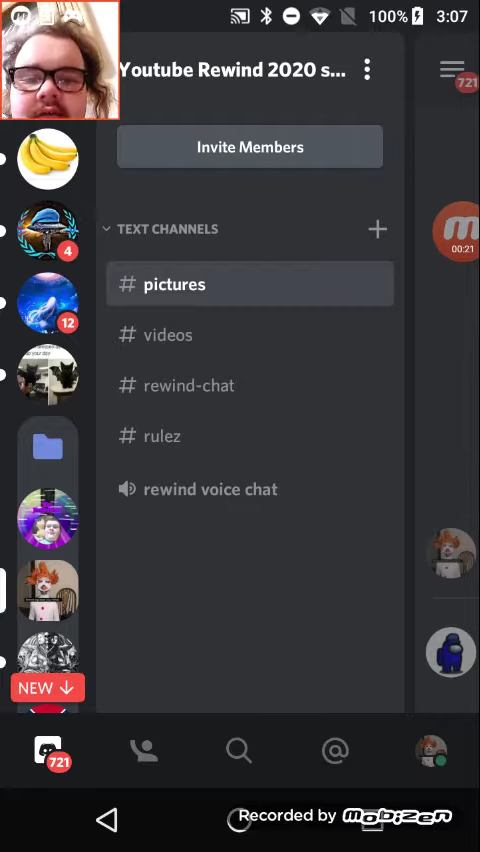 100% 3:07
Youtube Rewind 2020 s...
721
Invite Members
4
TEXT CHANNELS
00:21
# pictures
12
# videos
# rewind-chat
# rulez
rewind voice chat
NEW
721
Recorded by MOBIZEN